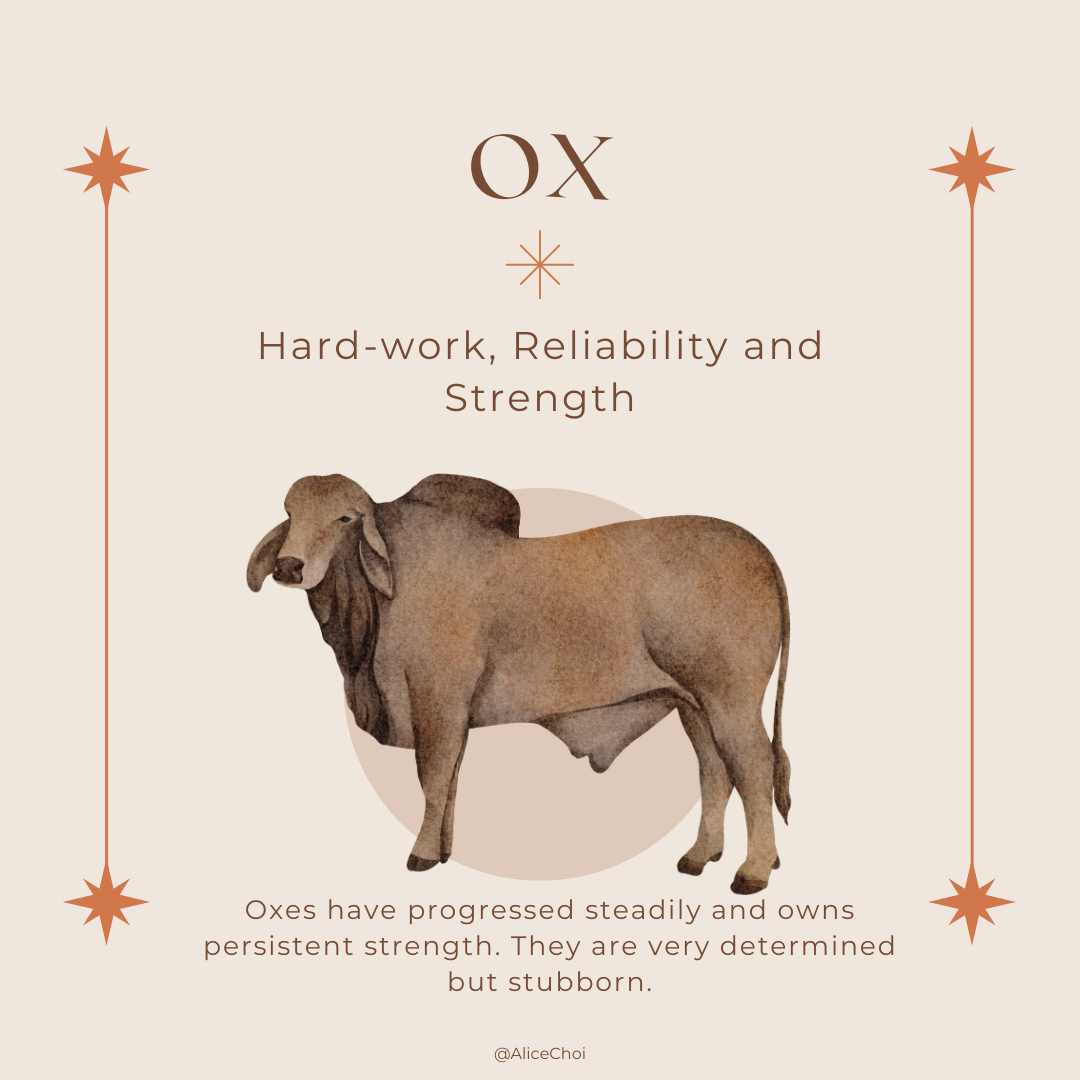 OX
Hard-work, Reliability and
Strength
Oxes have progressed steadily and owns
persistent strength. They are very determined
but stubborn.
@AliceChoi